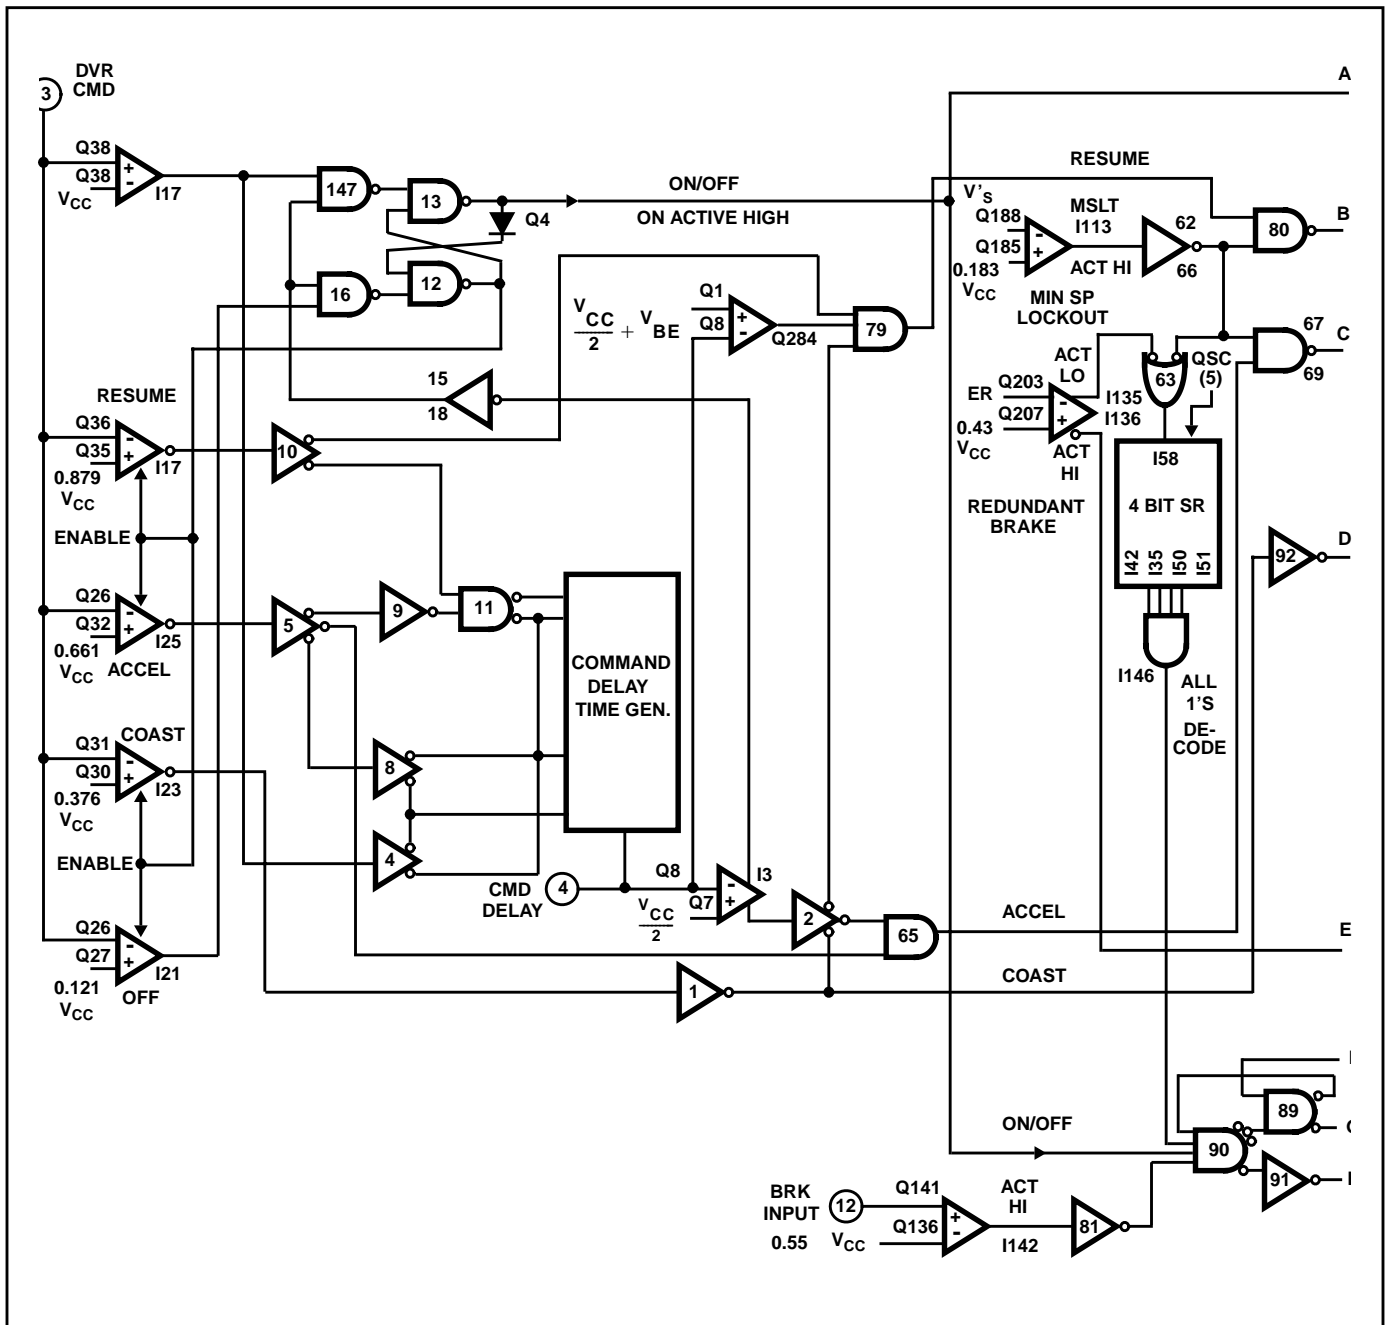 DVR
CMD
3
A
Q38
Q38
VCC
+
-
I17
147
13
Q4
ON/OFF
ON ACTIVE HIGH
RESUME
V'S
Q188
Q185
0.183
VCC
-
+
MSLT
I113
ACT HI
62
66
80
B
MIN SP
LOCKOUT
16
12
VCC
2
+ VBE
Q1
Q8
+
-
Q284
79
15
18
67
69
C
ACT
LO
ER
Q203
Q207
0.43
VCC
-
+
I135
I136
ACT
HI
63
QSC
(5)
REDUNDANT
BRAKE
I58
4 BIT SR
I42
I35
I50
I51
I146
ALL
1'S
DE-
CODE
92
D
RESUME
Q36
Q35
0.879
VCC
-
+
I17
10
ENABLE
Q26
Q32
0.661
VCC
-
+
I25
ACCEL
5
9
11
COMMAND
DELAY
TIME GEN.
COAST
Q31
Q30
0.376
VCC
-
+
I23
8
ENABLE
4
CMD
DELAY
4
Q8
Q7
VCC
2
-
+
I3
2
65
ACCEL
E
Q26
Q27
0.121
VCC
-
+
I21
OFF
1
COAST
89
ON/OFF
90
91
BRK
INPUT
12
0.55
VCC
Q141
Q136
+
-
ACT
HI
I142
81